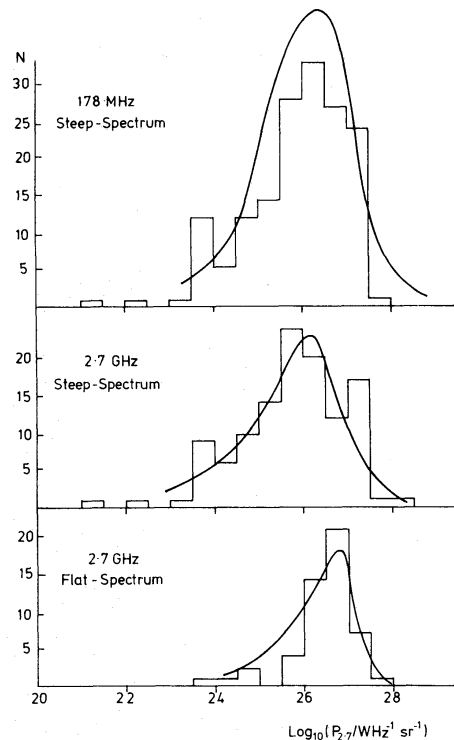 N
30
25
20
15
10
5
178 MHz
Steep-Spectrum
20
15
10
5
2·7 GHz
Steep-Spectrum
20
15
10
5
2·7 GHz
Flat-Spectrum
20 22 24 26 28
Log₁₀(P₂.₇/WHz⁻¹ sr⁻¹)